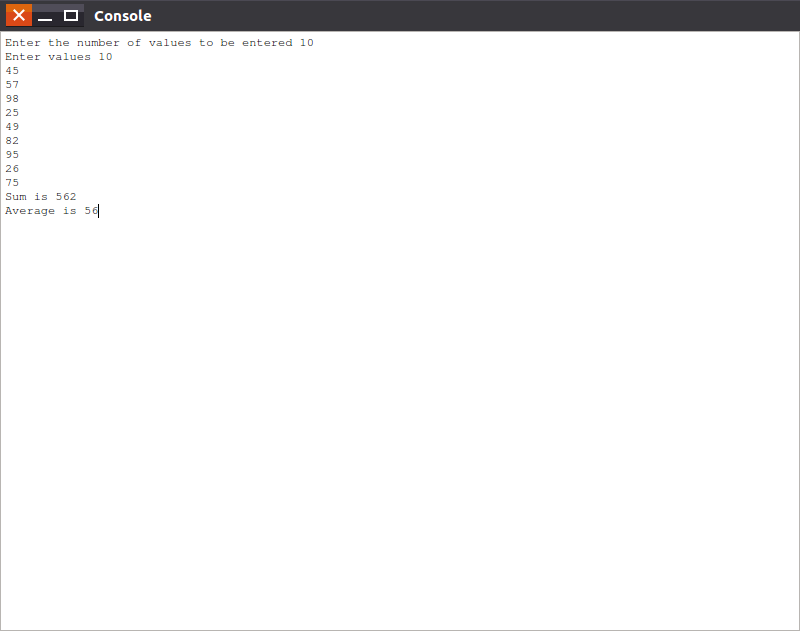 Console
Enter the number of values to be entered 10
Enter values 10
45
57
98
25
49
82
95
26
75
Sum is 562
Average is 56